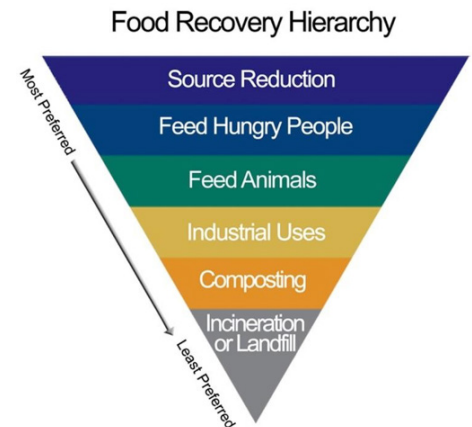 Food Recovery Hierarchy
Most Preferred
Source Reduction
Feed Hungry People
Feed Animals
Industrial Uses
Composting
Incineration
or Landfill
Least Preferred